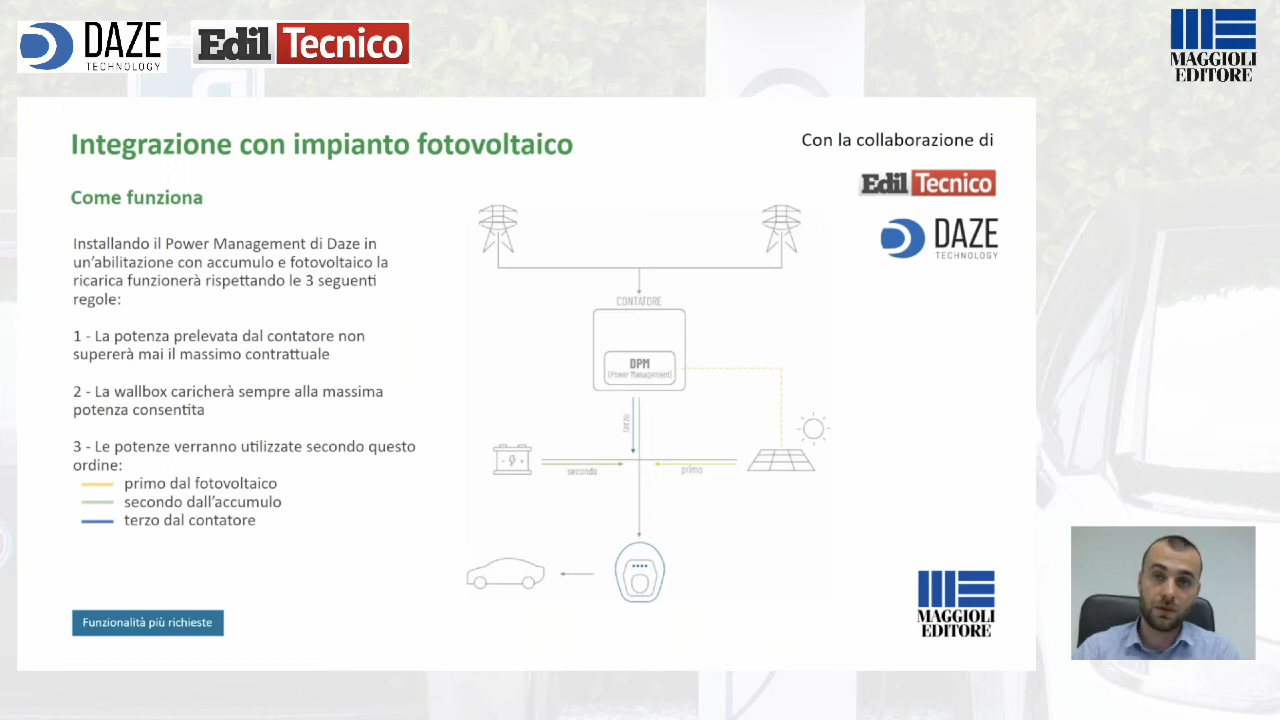 DAZE
TECHNOLOGY
Edil Tecnico
MAGGIOLI
EDITORE
Integrazione con impianto fotovoltaico
Con la collaborazione di
Edil Tecnico
DAZE
TECHNOLOGY
Come funziona
Installando il Power Management di Daze in
un'abilitazione con accumulo e fotovoltaico la
ricarica funzionerà rispettando le 3 seguenti
regole:
1 - La potenza prelevata dal contatore non
supererà mai il massimo contrattuale
2 - La wallbox caricherà sempre alla massima
potenza consentita
3 - Le potenze verranno utilizzate secondo questo
ordine:
primo dal fotovoltaico
secondo dall'accumulo
terzo dal contatore
CONTATORE
DPM
(Power Management)
terzo
secondo
primo
Funzionalità più richieste
MAGGIOLI
EDITORE